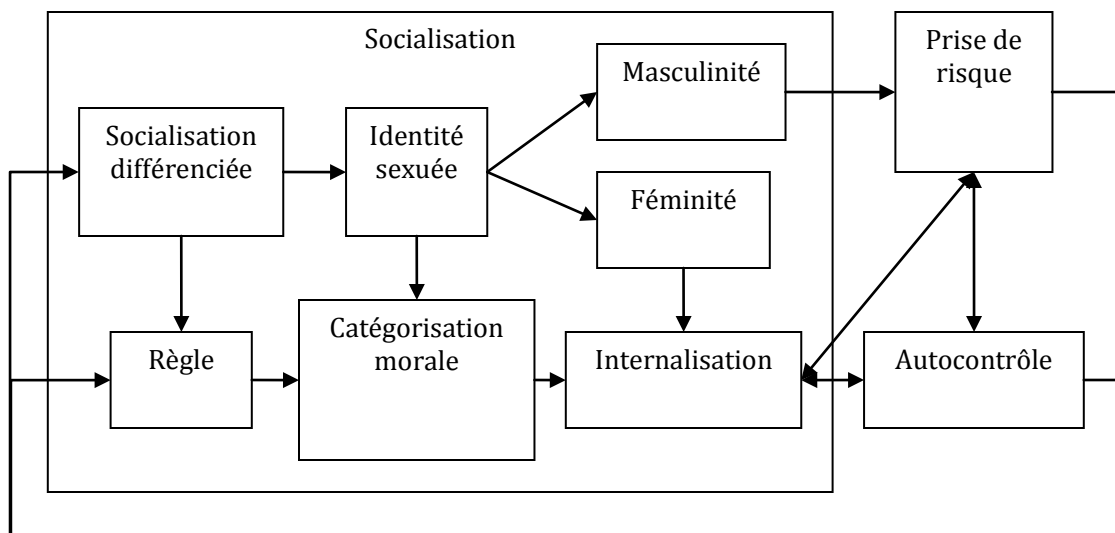 Socialisation
Masculinité
Prise de
risque
Socialisation
différenciée
Identité
sexuée
Féminité
Règle
Catégorisation
morale
Internalisation
Autocontrôle